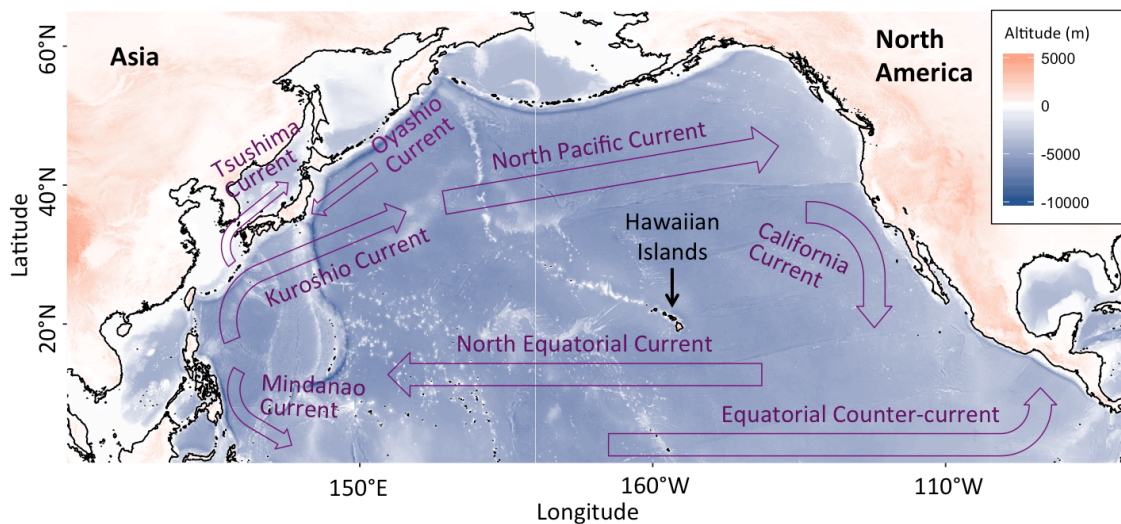 Asia
North
America
Altitude (m)
5000
0
-5000
-10000
60°N
40°N
20°N
Latitude
Tsushima
Current
Oyashio
Current
North Pacific Current
Kuroshio Current
Hawaiian
Islands
California
Current
North Equatorial Current
Mindanao
Current
Equatorial Counter-current
150°E
160°W
110°W
Longitude